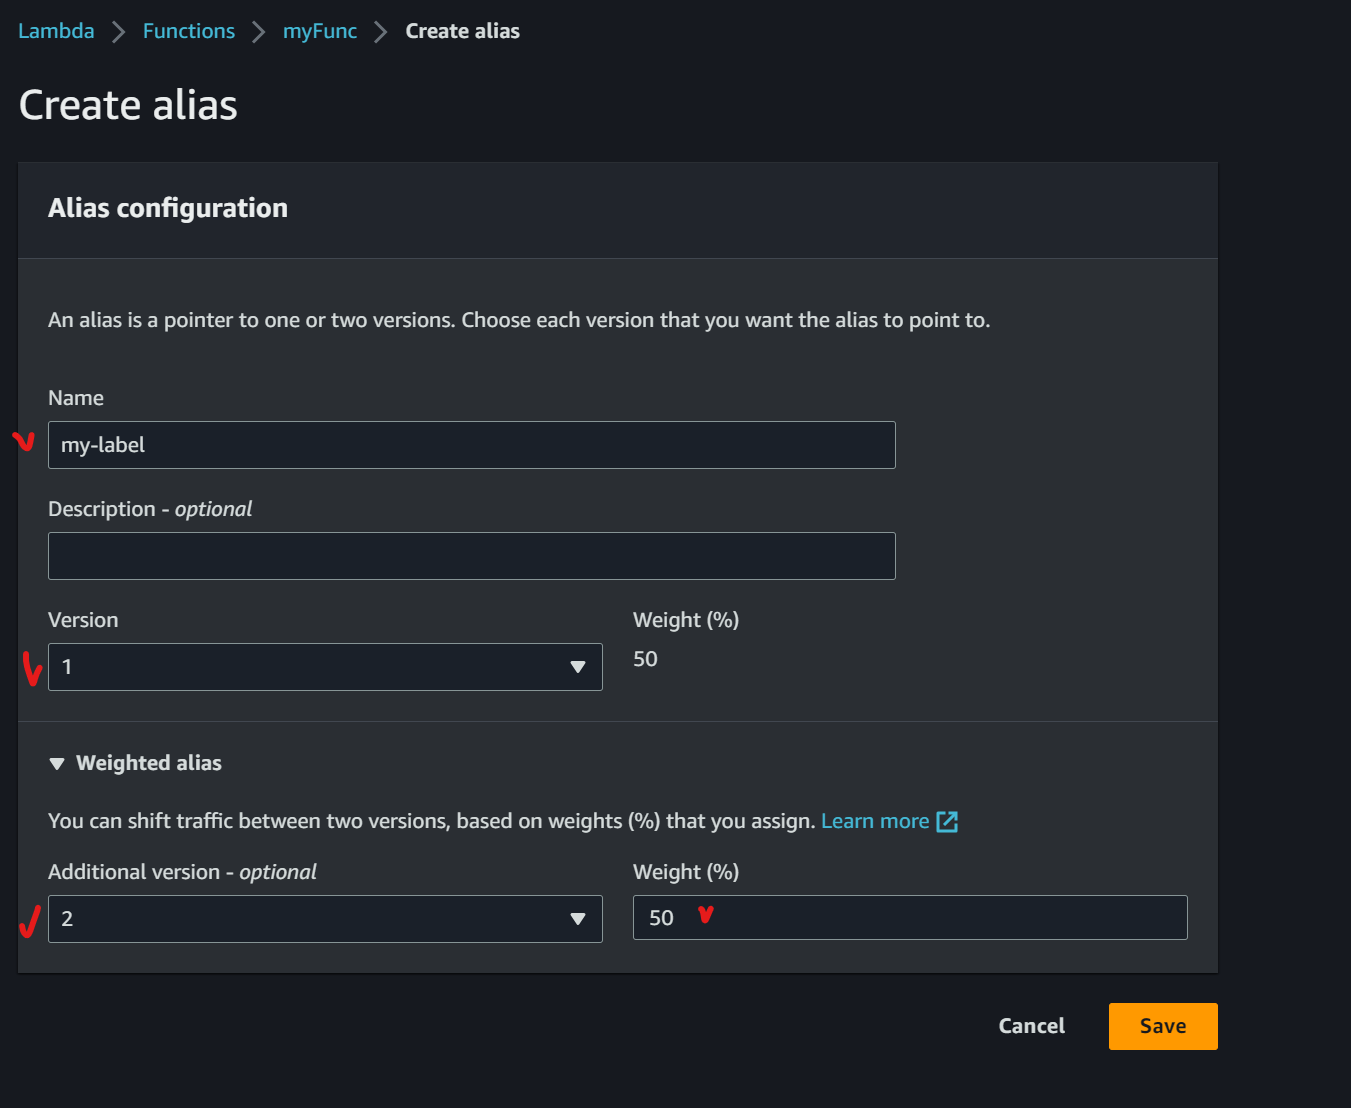 Lambda > Functions > myFunc > Create alias
Create alias
Alias configuration
An alias is a pointer to one or two versions. Choose each version that you want the alias to point to.
Name
my-label
Description - optional
Version Weight (%)
1 50
Weighted alias
You can shift traffic between two versions, based on weights (%) that you assign. Learn more
Additional version - optional Weight (%)
2 50
Cancel Save